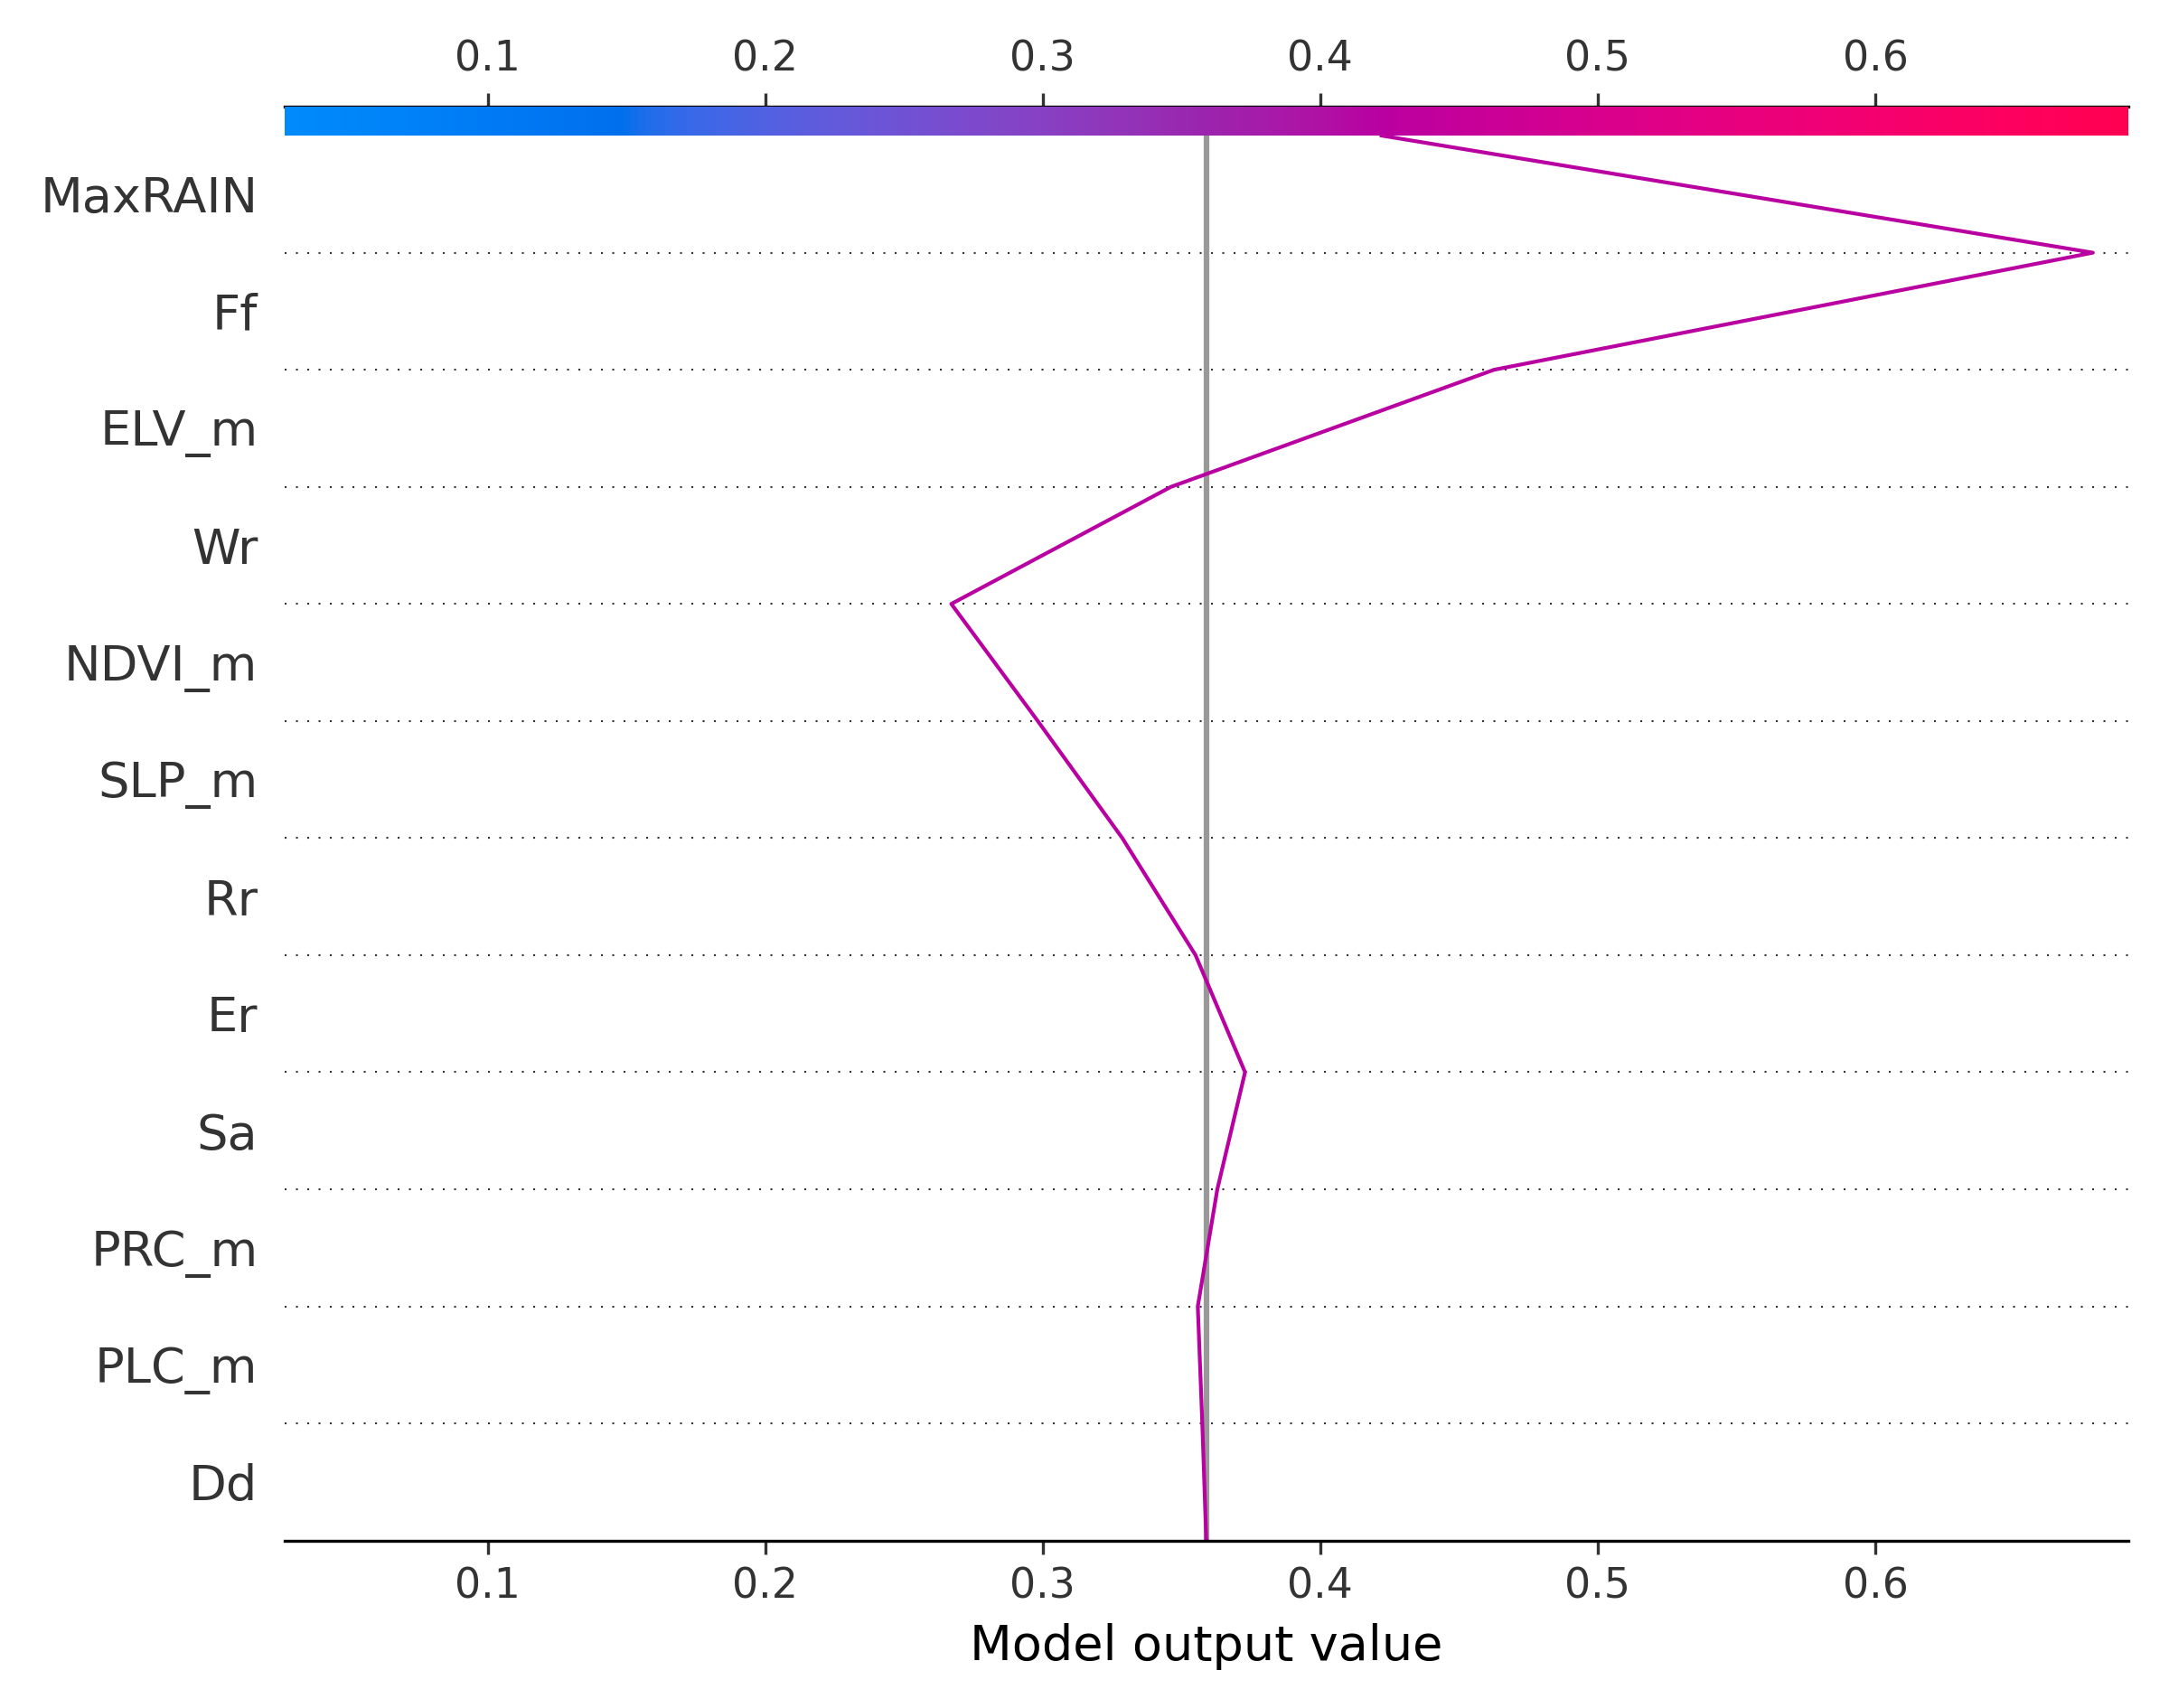 0.1 0.2 0.3 0.4 0.5 0.6
MaxRAIN
Ff
ELV_m
Wr
NDVI_m
SLP_m
Rr
Er
Sa
PRC_m
PLC_m
Dd
0.1 0.2 0.3 0.4 0.5 0.6
Model output value